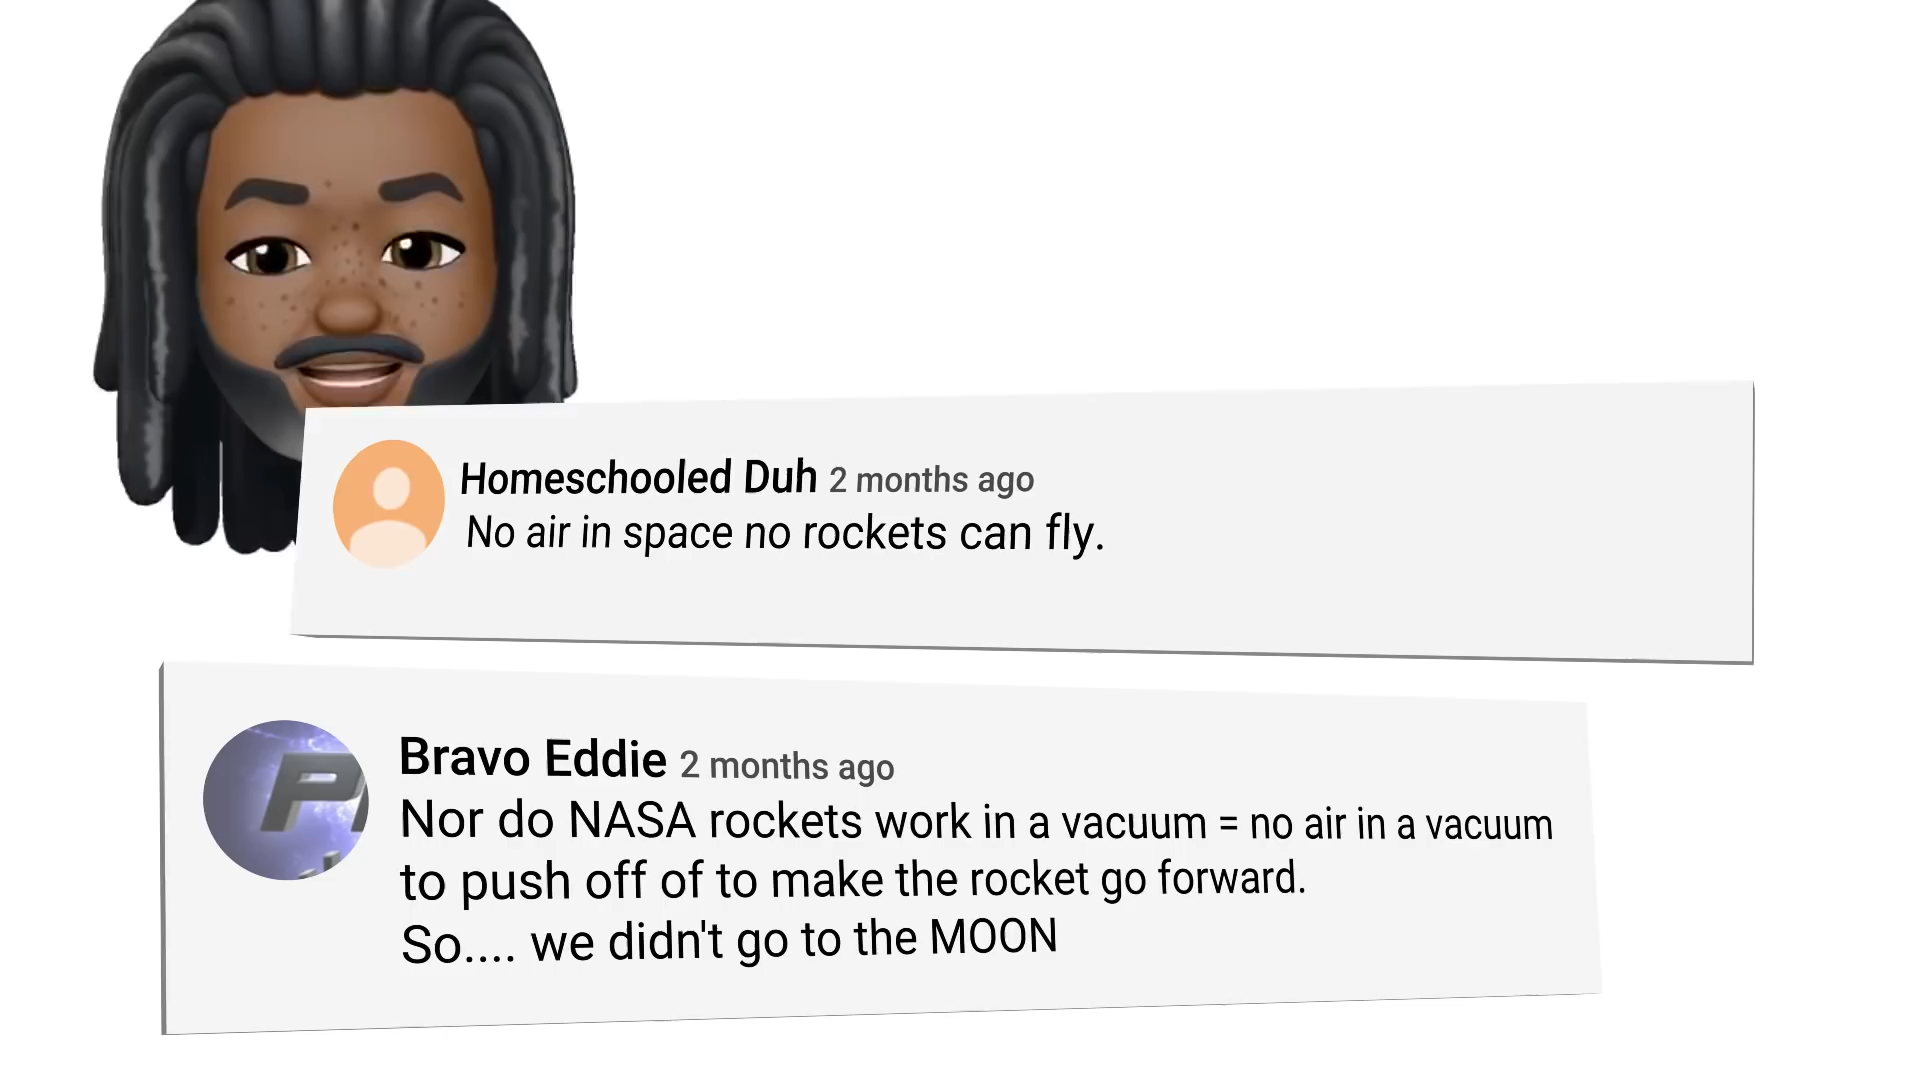 Homeschooled Duh 2 months ago
No air in space no rockets can fly.
Bravo Eddie 2 months ago
Nor do NASA rockets work in a vacuum = no air in a vacuum
to push off of to make the rocket go forward.
So.... we didn't go to the MOON